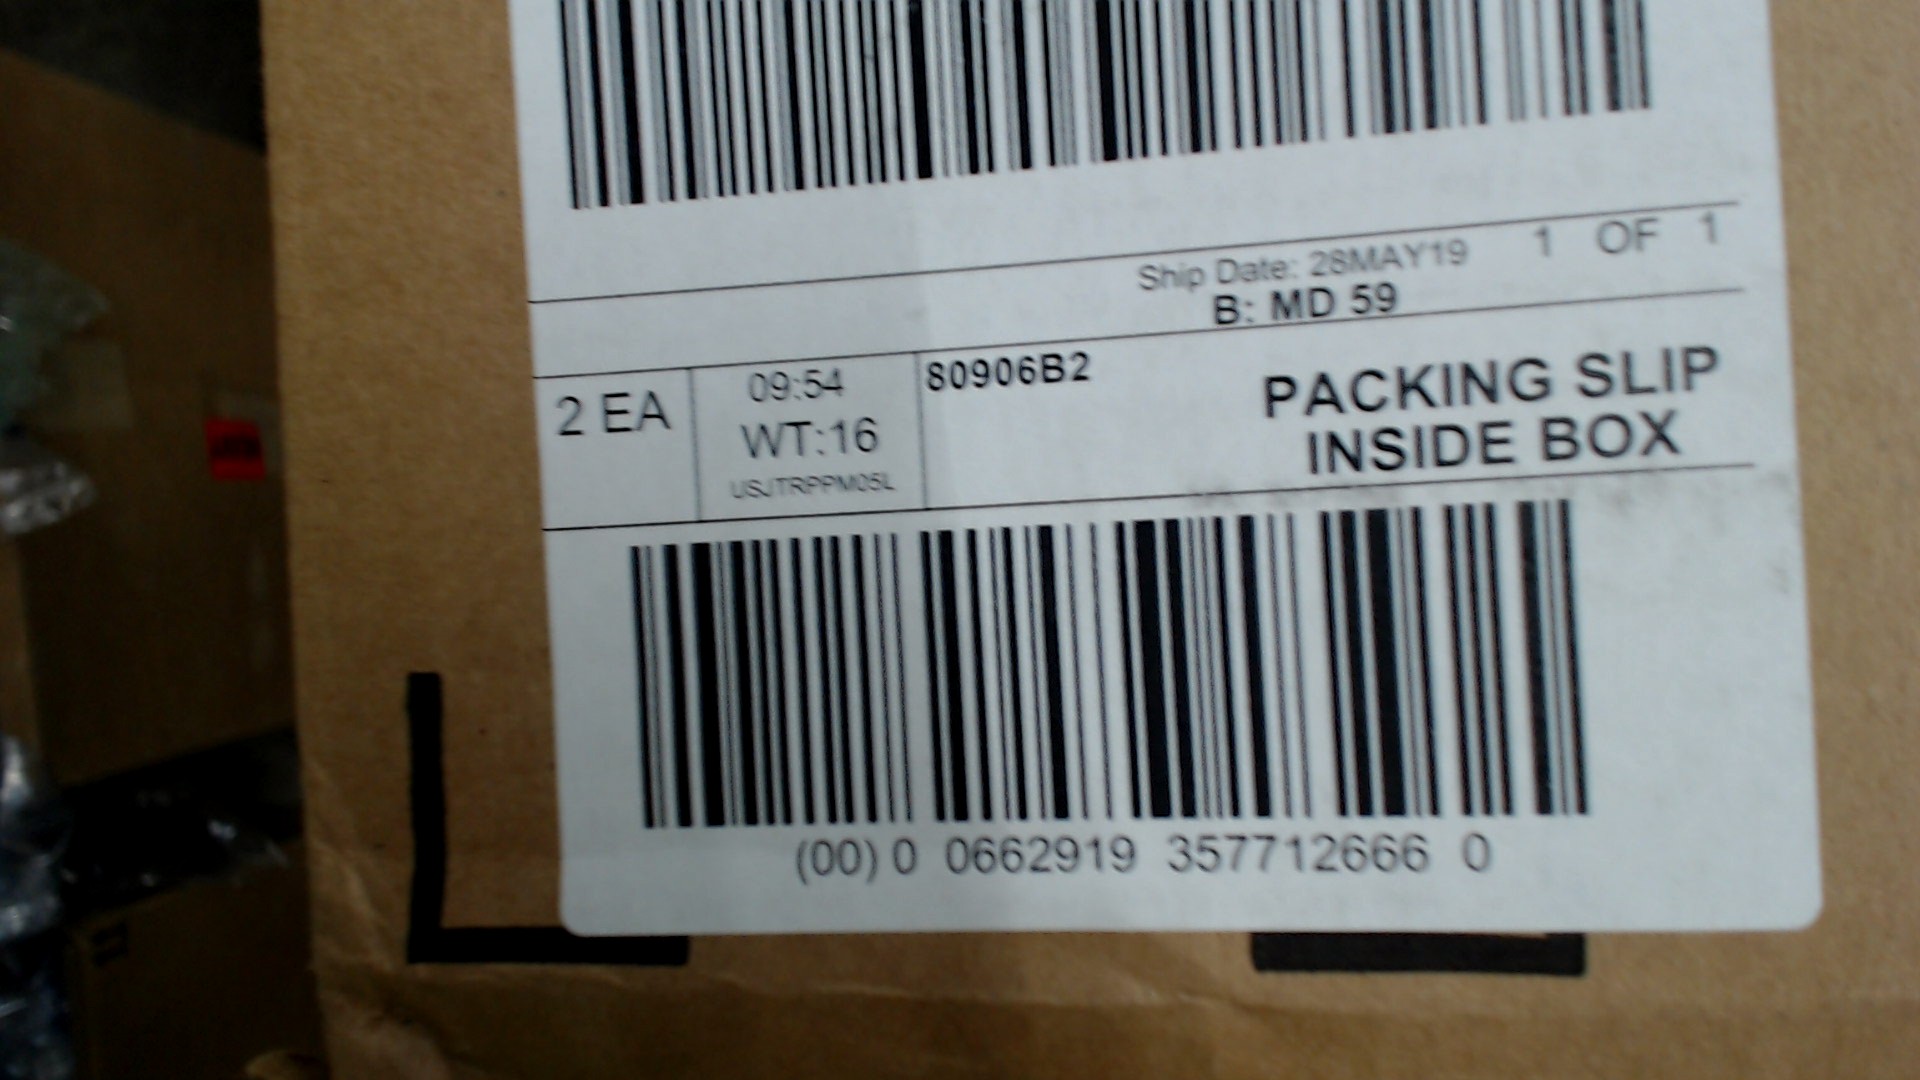 Ship Date: 28MAY19 1 OF 1
B: MD 59
2 EA
09:54
WT:16
USJTRPPM05L
80906B2
PACKING SLIP
INSIDE BOX
(00) 0 0662919 357712666 0